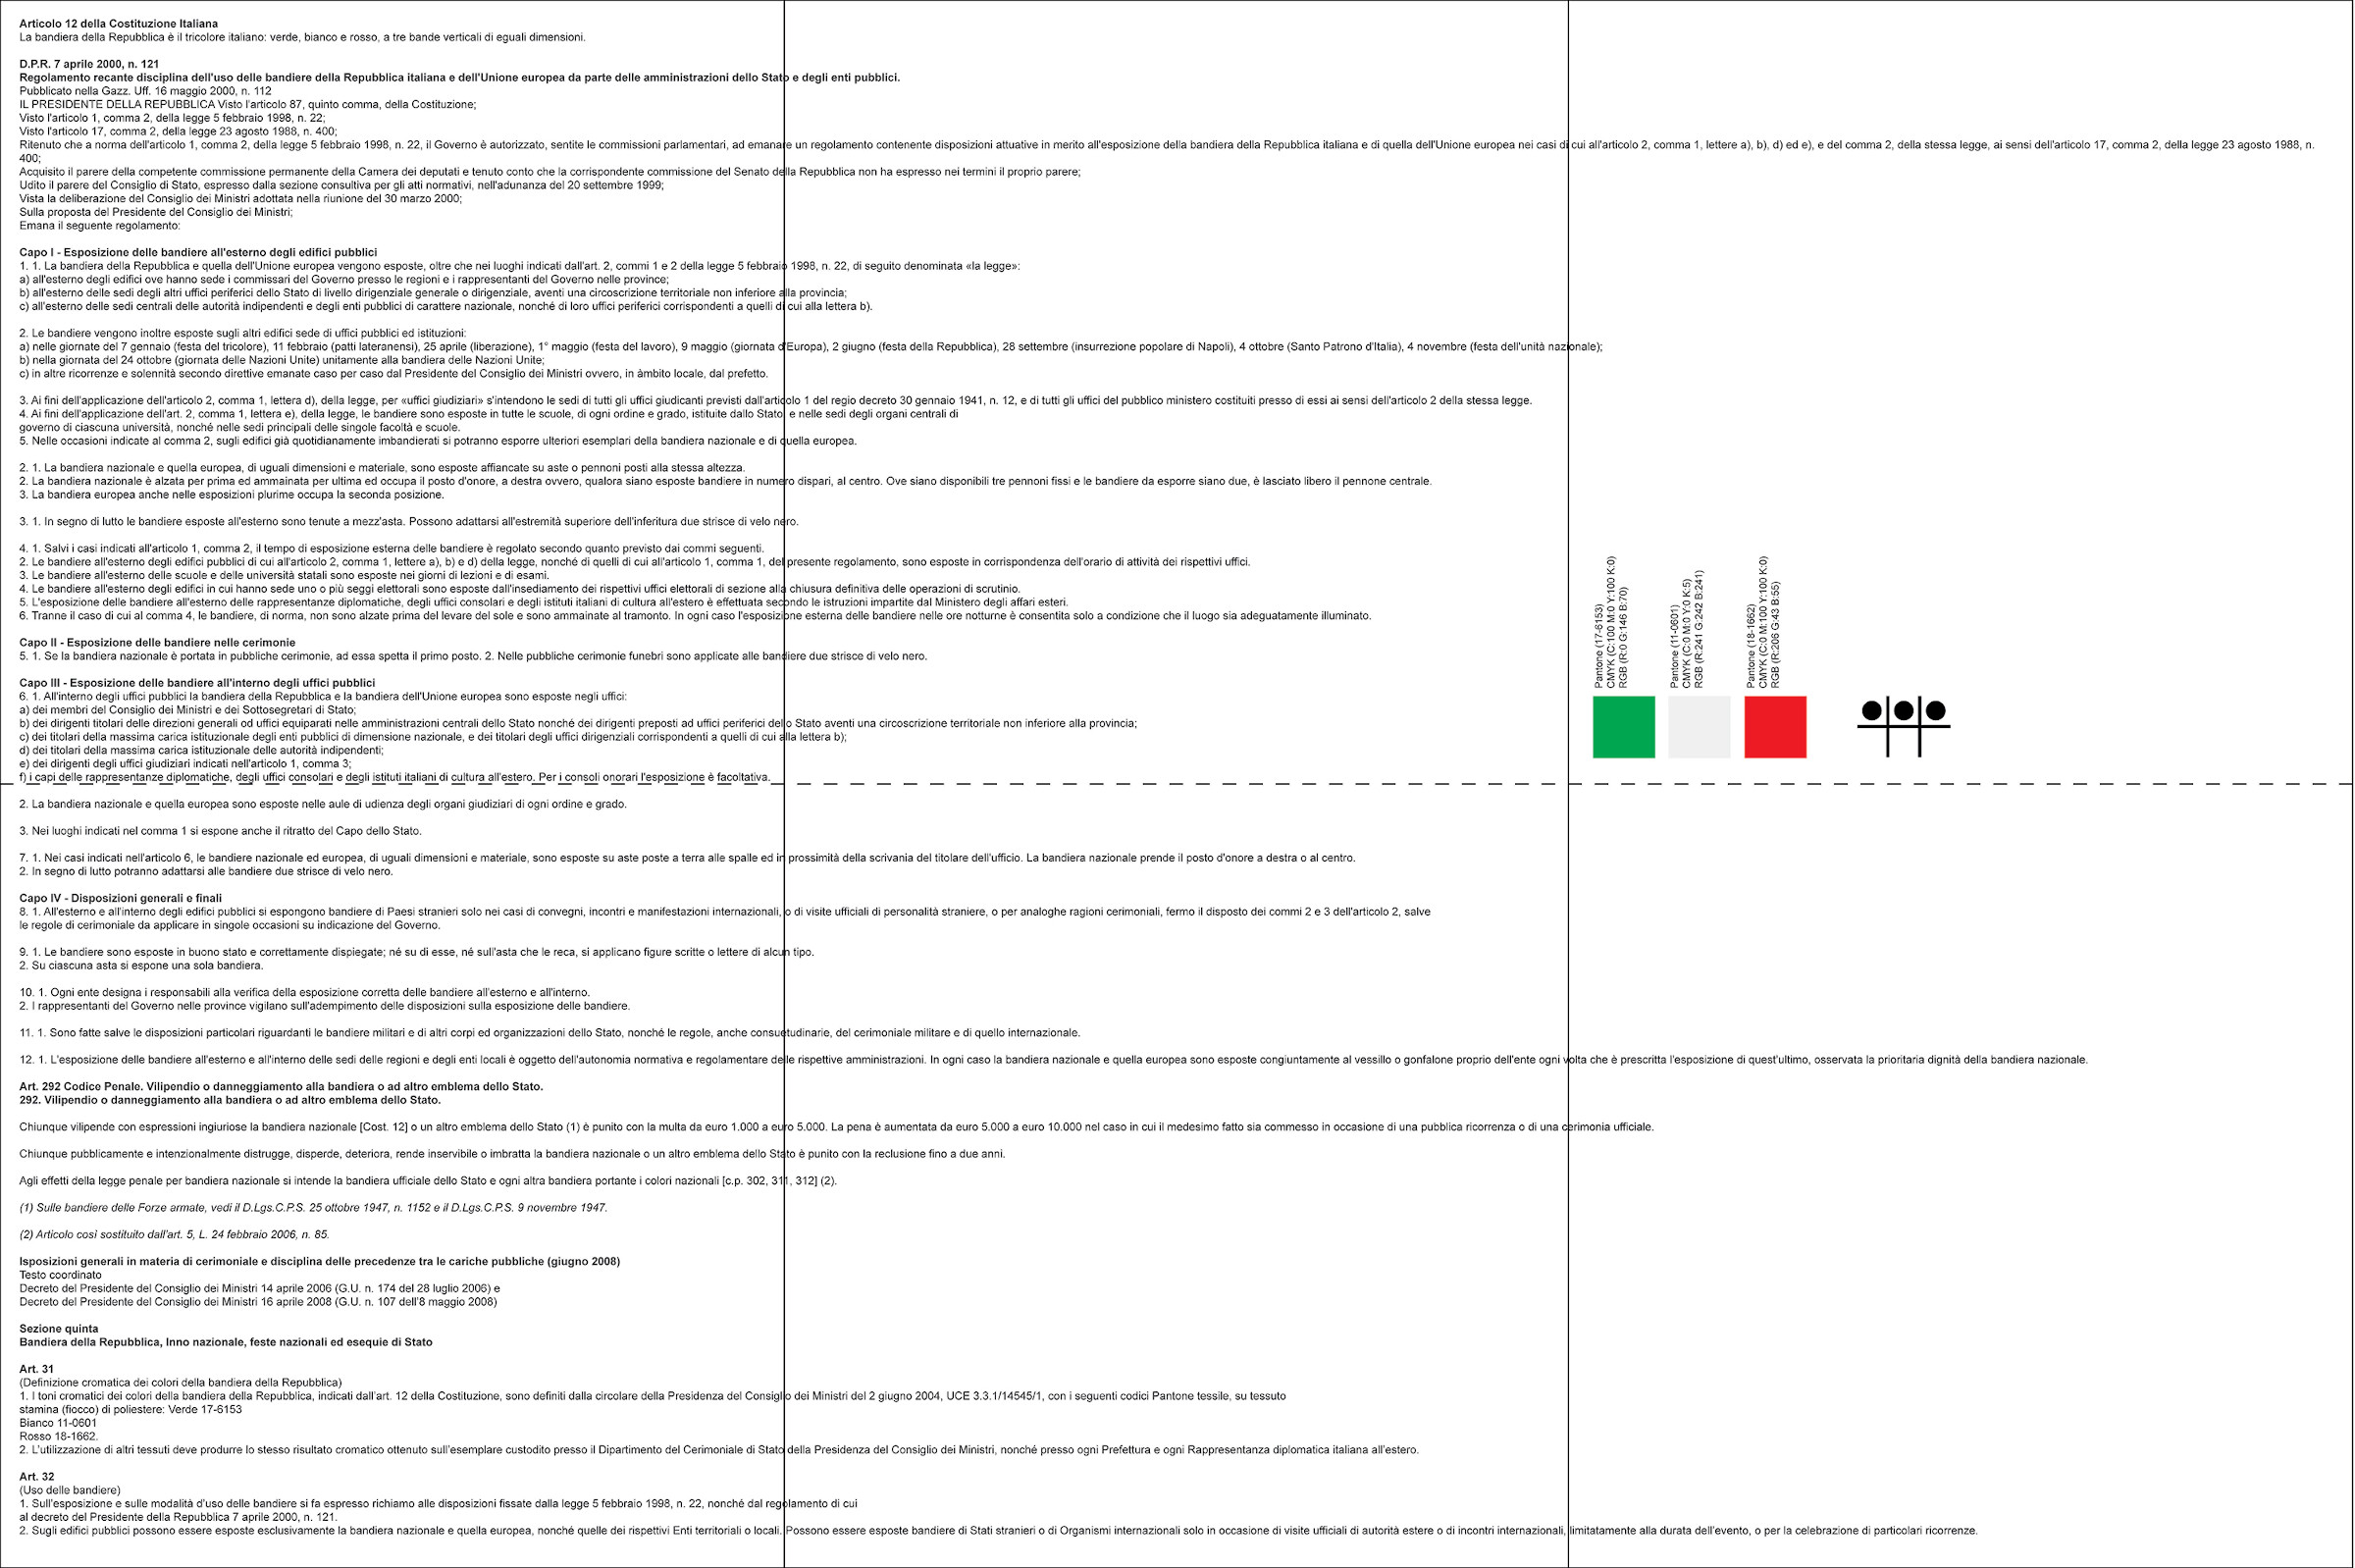 Articolo 12 della Costituzione Italiana
La bandiera della Repubblica è il tricolore italiano: verde, bianco e rosso, a tre bande verticali di eguali dimensioni.
D.P.R. 7 aprile 2000, n. 121
Regolamento recante disciplina dell'uso delle bandiere della Repubblica italiana e dell'Unione europea da parte delle amministrazioni dello Stato e degli enti pubblici.
Pubblicato nella Gazz. Uff. 16 maggio 2000, n. 112
IL PRESIDENTE DELLA REPUBBLICA Visto l'articolo 87, quinto comma, della Costituzione;
Visto l'articolo 1, comma 2, della legge 5 febbraio 1998, n. 22;
Visto l'articolo 17, comma 2, della legge 23 agosto 1988, n. 400;
Ritenuto che a norma dell'articolo 1, comma 2, della legge 5 febbraio 1998, n. 22, il Governo è autorizzato, sentite le commissioni parlamentari, ad emanare un regolamento contenente disposizioni attuative in merito all'esposizione della bandiera della Repubblica italiana e di quella dell'Unione europea nei casi di cui all'articolo 2, comma 1, lettere a), b), d) ed e), e del comma 2, della stessa legge, ai sensi dell'articolo 17, comma 2, della legge 23 agosto 1988, n.
400;
Acquisito il parere della competente commissione permanente della Camera dei deputati e tenuto conto che la corrispondente commissione del Senato della Repubblica non ha espresso nei termini il proprio parere;
Udito il parere del Consiglio di Stato, espresso dalla sezione consultiva per gli atti normativi, nell'adunanza del 20 settembre 1999;
Vista la deliberazione del Consiglio dei Ministri adottata nella riunione del 30 marzo 2000;
Sulla proposta del Presidente del Consiglio dei Ministri;
Emana il seguente regolamento:
Capo I - Esposizione delle bandiere all'esterno degli edifici pubblici
1. 1. La bandiera della Repubblica e quella dell'Unione europea vengono esposte, oltre che nei luoghi indicati dall'art. 2, commi 1 e 2 della legge 5 febbraio 1998, n. 22, di seguito denominata «la legge»:
a) all'esterno degli edifici ove hanno sede i commissari del Governo presso le regioni e i rappresentanti del Governo nelle province;
b) all'esterno delle sedi degli altri uffici periferici dello Stato di livello dirigenziale generale o dirigenziale, aventi una circoscrizione territoriale non inferiore alla provincia;
c) all'esterno delle sedi centrali delle autorità indipendenti e degli enti pubblici di carattere nazionale, nonché di loro uffici periferici corrispondenti a quelli di cui alla lettera b).
2. Le bandiere vengono inoltre esposte sugli altri edifici sede di uffici pubblici ed istituzioni:
a) nelle giornate del 7 gennaio (festa del tricolore), 11 febbraio (patti lateranensi), 25 aprile (liberazione), 1° maggio (festa del lavoro), 9 maggio (giornata d'Europa), 2 giugno (festa della Repubblica), 28 settembre (insurrezione popolare di Napoli), 4 ottobre (Santo Patrono d'Italia), 4 novembre (festa dell'unità nazionale);
b) nella giornata del 24 ottobre (giornata delle Nazioni Unite) unitamente alla bandiera delle Nazioni Unite;
c) in altre ricorrenze e solennità secondo direttive emanate caso per caso dal Presidente del Consiglio dei Ministri ovvero, in àmbito locale, dal prefetto.
3. Ai fini dell'applicazione dell'articolo 2, comma 1, lettera d), della legge, per «uffici giudiziari» s'intendono le sedi di tutti gli uffici giudicanti previsti dall'articolo 1 del regio decreto 30 gennaio 1941, n. 12, e di tutti gli uffici del pubblico ministero costituiti presso di essi ai sensi dell'articolo 2 della stessa legge.
4. Ai fini dell'applicazione dell'art. 2, comma 1, lettera e), della legge, le bandiere sono esposte in tutte le scuole, di ogni ordine e grado, istituite dallo Stato, e nelle sedi degli organi centrali di
governo di ciascuna università, nonché nelle sedi principali delle singole facoltà e scuole.
5. Nelle occasioni indicate al comma 2, sugli edifici già quotidianamente imbandierati si potranno esporre ulteriori esemplari della bandiera nazionale e di quella europea.
2. 1. La bandiera nazionale e quella europea, di uguali dimensioni e materiale, sono esposte affiancate su aste o pennoni posti alla stessa altezza.
2. La bandiera nazionale è alzata per prima ed ammainata per ultima ed occupa il posto d'onore, a destra ovvero, qualora siano esposte bandiere in numero dispari, al centro. Ove siano disponibili tre pennoni fissi e le bandiere da esporre siano due, è lasciato libero il pennone centrale.
3. La bandiera europea anche nelle esposizioni plurime occupa la seconda posizione.
3. 1. In segno di lutto le bandiere esposte all'esterno sono tenute a mezz'asta. Possono adattarsi all'estremità superiore dell'inferitura due strisce di velo nero.
4. 1. Salvi i casi indicati all'articolo 1, comma 2, il tempo di esposizione esterna delle bandiere è regolato secondo quanto previsto dai commi seguenti.
2. Le bandiere all'esterno degli edifici pubblici di cui all'articolo 2, comma 1, lettere a), b) e d) della legge, nonché di quelli di cui all'articolo 1, comma 1, del presente regolamento, sono esposte in corrispondenza dell'orario di attività dei rispettivi uffici.
3. Le bandiere all'esterno delle scuole e delle università statali sono esposte nei giorni di lezioni e di esami.
4. Le bandiere all'esterno degli edifici in cui hanno sede uno o più seggi elettorali sono esposte dall'insediamento dei rispettivi uffici elettorali di sezione alla chiusura definitiva delle operazioni di scrutinio.
5. L'esposizione delle bandiere all'esterno delle rappresentanze diplomatiche, degli uffici consolari e degli istituti italiani di cultura all'estero è effettuata secondo le istruzioni impartite dal Ministero degli affari esteri.
6. Tranne il caso di cui al comma 4, le bandiere, di norma, non sono alzate prima del levare del sole e sono ammainate al tramonto. In ogni caso l'esposizione esterna delle bandiere nelle ore notturne è consentita solo a condizione che il luogo sia adeguatamente illuminato.
Capo II - Esposizione delle bandiere nelle cerimonie
5. 1. Se la bandiera nazionale è portata in pubbliche cerimonie, ad essa spetta il primo posto. 2. Nelle pubbliche cerimonie funebri sono applicate alle bandiere due strisce di velo nero.
Capo III - Esposizione delle bandiere all'interno degli uffici pubblici
6. 1. All'interno degli uffici pubblici la bandiera della Repubblica e la bandiera dell'Unione europea sono esposte negli uffici:
a) dei membri del Consiglio dei Ministri e dei Sottosegretari di Stato;
b) dei dirigenti titolari delle direzioni generali od uffici equiparati nelle amministrazioni centrali dello Stato nonché dei dirigenti preposti ad uffici periferici dello Stato aventi una circoscrizione territoriale non inferiore alla provincia;
c) dei titolari della massima carica istituzionale degli enti pubblici di dimensione nazionale, e dei titolari degli uffici dirigenziali corrispondenti a quelli di cui alla lettera b);
d) dei titolari della massima carica istituzionale delle autorità indipendenti;
e) dei dirigenti degli uffici giudiziari indicati nell'articolo 1, comma 3;
f) i capi delle rappresentanze diplomatiche, degli uffici consolari e degli istituti italiani di cultura all'estero. Per i consoli onorari l'esposizione è facoltativa.
2. La bandiera nazionale e quella europea sono esposte nelle aule di udienza degli organi giudiziari di ogni ordine e grado.
3. Nei luoghi indicati nel comma 1 si espone anche il ritratto del Capo dello Stato.
7. 1. Nei casi indicati nell'articolo 6, le bandiere nazionale ed europea, di uguali dimensioni e materiale, sono esposte su aste poste a terra alle spalle ed in prossimità della scrivania del titolare dell'ufficio. La bandiera nazionale prende il posto d'onore a destra o al centro.
2. In segno di lutto potranno adattarsi alle bandiere due strisce di velo nero.
Capo IV - Disposizioni generali e finali
8. 1. All'esterno e all'interno degli edifici pubblici si espongono bandiere di Paesi stranieri solo nei casi di convegni, incontri e manifestazioni internazionali, o di visite ufficiali di personalità straniere, o per analoghe ragioni cerimoniali, fermo il disposto dei commi 2 e 3 dell'articolo 2, salve
le regole di cerimoniale da applicare in singole occasioni su indicazione del Governo.
9. 1. Le bandiere sono esposte in buono stato e correttamente dispiegate; né su di esse, né sull'asta che le reca, si applicano figure scritte o lettere di alcun tipo.
2. Su ciascuna asta si espone una sola bandiera.
10. 1. Ogni ente designa i responsabili alla verifica della esposizione corretta delle bandiere all'esterno e all'interno.
2. I rappresentanti del Governo nelle province vigilano sull'adempimento delle disposizioni sulla esposizione delle bandiere.
11. 1. Sono fatte salve le disposizioni particolari riguardanti le bandiere militari e di altri corpi ed organizzazioni dello Stato, nonché le regole, anche consuetudinarie, del cerimoniale militare e di quello internazionale.
12. 1. L'esposizione delle bandiere all'esterno e all'interno delle sedi delle regioni e degli enti locali è oggetto dell'autonomia normativa e regolamentare delle rispettive amministrazioni. In ogni caso la bandiera nazionale e quella europea sono esposte congiuntamente al vessillo o gonfalone proprio dell'ente ogni volta che è prescritta l'esposizione di quest'ultimo, osservata la prioritaria dignità della bandiera nazionale.
Art. 292 Codice Penale. Vilipendio o danneggiamento alla bandiera o ad altro emblema dello Stato.
292. Vilipendio o danneggiamento alla bandiera o ad altro emblema dello Stato.
Chiunque vilipende con espressioni ingiuriose la bandiera nazionale [Cost. 12] o un altro emblema dello Stato (1) è punito con la multa da euro 1.000 a euro 5.000. La pena è aumentata da euro 5.000 a euro 10.000 nel caso in cui il medesimo fatto sia commesso in occasione di una pubblica ricorrenza o di una cerimonia ufficiale.
Chiunque pubblicamente e intenzionalmente distrugge, disperde, deteriora, rende inservibile o imbratta la bandiera nazionale o un altro emblema dello Stato è punito con la reclusione fino a due anni.
Agli effetti della legge penale per bandiera nazionale si intende la bandiera ufficiale dello Stato e ogni altra bandiera portante i colori nazionali [c.p. 302, 311, 312] (2).
(1) Sulle bandiere delle Forze armate, vedi il D.Lgs.C.P.S. 25 ottobre 1947, n. 1152 e il D.Lgs.C.P.S. 9 novembre 1947.
(2) Articolo così sostituito dall'art. 5, L. 24 febbraio 2006, n. 85.
Isposizioni generali in materia di cerimoniale e disciplina delle precedenze tra le cariche pubbliche (giugno 2008)
Testo coordinato
Decreto del Presidente del Consiglio dei Ministri 14 aprile 2006 (G.U. n. 174 del 28 luglio 2006) e
Decreto del Presidente del Consiglio dei Ministri 16 aprile 2008 (G.U. n. 107 dell'8 maggio 2008)
Sezione quinta
Bandiera della Repubblica, Inno nazionale, feste nazionali ed esequie di Stato
Art. 31
(Definizione cromatica dei colori della bandiera della Repubblica)
1. I toni cromatici dei colori della bandiera della Repubblica, indicati dall'art. 12 della Costituzione, sono definiti dalla circolare della Presidenza del Consiglio dei Ministri del 2 giugno 2004, UCE 3.3.1/14545/1, con i seguenti codici Pantone tessile, su tessuto
stamina (fiocco) di poliestere: Verde 17-6153
Bianco 11-0601
Rosso 18-1662.
2. L'utilizzazione di altri tessuti deve produrre lo stesso risultato cromatico ottenuto sull'esemplare custodito presso il Dipartimento del Cerimoniale di Stato della Presidenza del Consiglio dei Ministri, nonché presso ogni Prefettura e ogni Rappresentanza diplomatica italiana all'estero.
Art. 32
(Uso delle bandiere)
1. Sull'esposizione e sulle modalità d'uso delle bandiere si fa espresso richiamo alle disposizioni fissate dalla legge 5 febbraio 1998, n. 22, nonché dal regolamento di cui
al decreto del Presidente della Repubblica 7 aprile 2000, n. 121.
2. Sugli edifici pubblici possono essere esposte esclusivamente la bandiera nazionale e quella europea, nonché quelle dei rispettivi Enti territoriali o locali. Possono essere esposte bandiere di Stati stranieri o di Organismi internazionali solo in occasione di visite ufficiali di autorità estere o di incontri internazionali, limitatamente alla durata dell'evento, o per la celebrazione di particolari ricorrenze.
Pantone (17-6153)
CMYK (C:100 M:0 Y:100 K:0)
RGB (R:0 G:146 B:70)
Pantone (11-0601)
CMYK (C:0 M:0 Y:0 K:5)
RGB (R:241 G:242 B:241)
Pantone (18-1662)
CMYK (C:0 M:100 Y:100 K:0)
RGB (R:206 G:43 B:55)